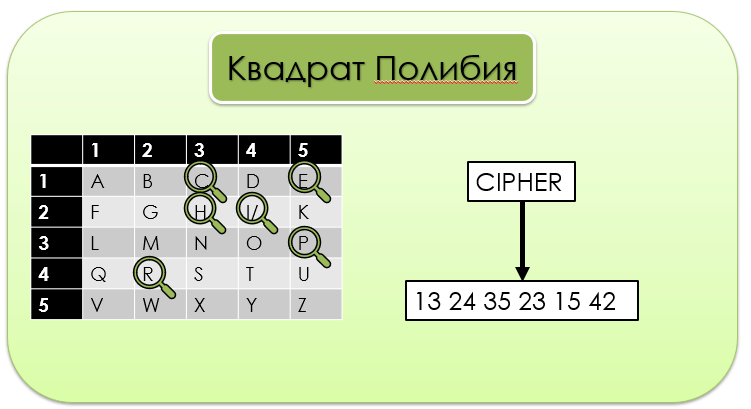 Квадрат Полибия
1 2 3 4 5
1 A B C D E
2 F G H I/ K
3 L M N O P
4 Q R S T U
5 V W X Y Z
CIPHER
13 24 35 23 15 42